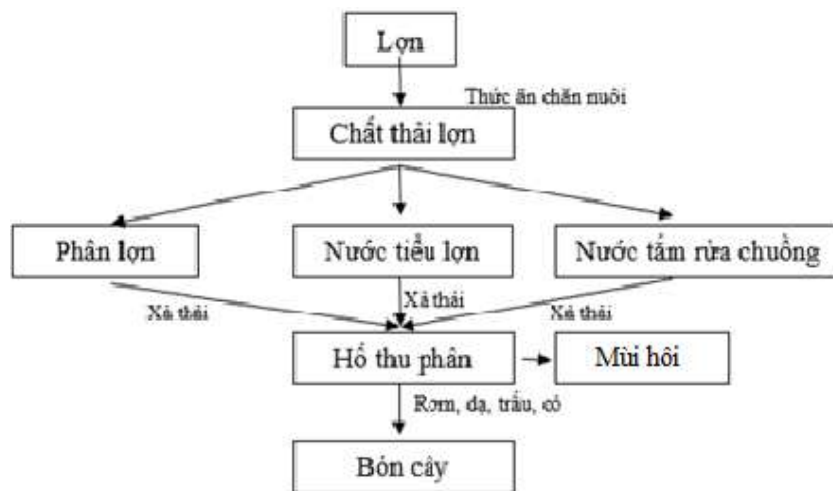 Lợn
Thức ăn chăn nuôi
Chất thải lợn
Phân lợn
Nước tiểu lợn
Nước tắm rửa chuồng
Xả thải
Xả thải
Xả thải
Hố thu phân
Mùi hôi
Rơm, dạ, trấu, cỏ
Bón cây